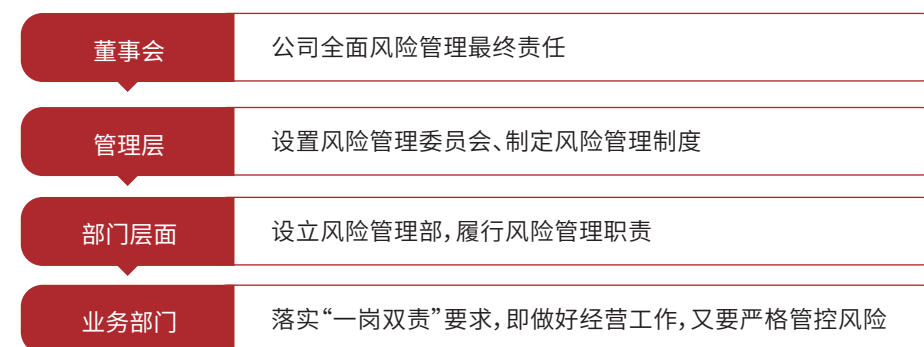 董事会
公司全面风险管理最终责任
管理层
设置风险管理委员会、制定风险管理制度
部门层面
设立风险管理部,履行风险管理职责
业务部门
落实“一岗双责”要求,即做好经营工作,又要严格管控风险